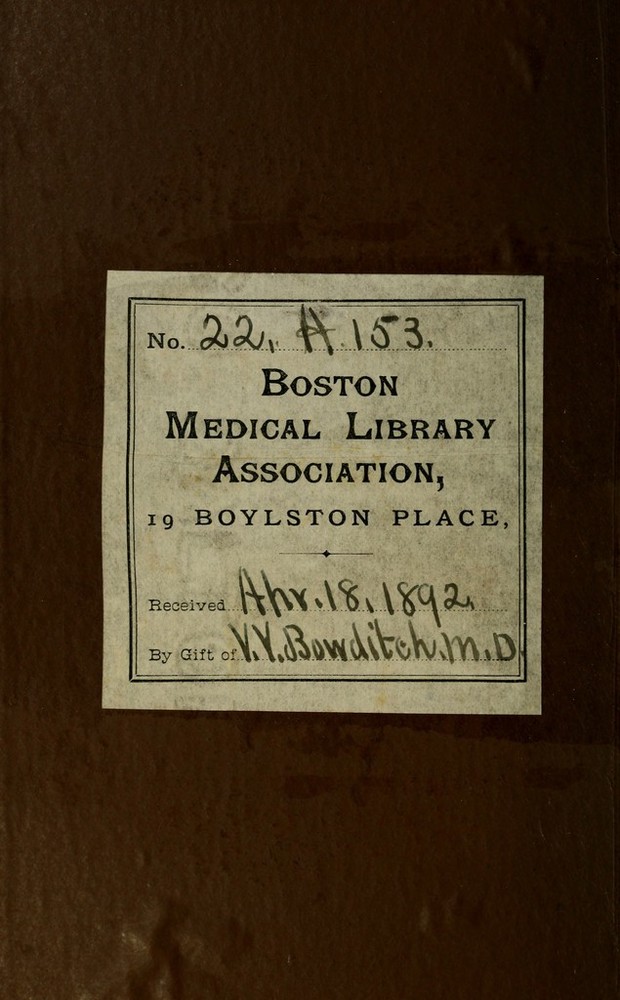 No. 22. A. 153.
BOSTON
MEDICAL LIBRARY
ASSOCIATION,
19 BOYLSTON PLACE,
Received Apr. 18. 1892.
By Gift of V. Y. Bowditch. M. D.